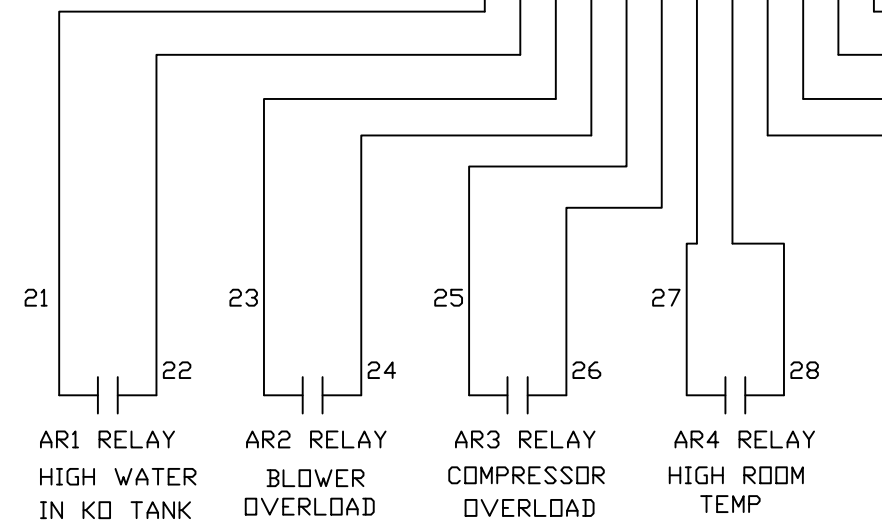 21
23
25
27
22
24
26
28
AR1 RELAY
AR2 RELAY
AR3 RELAY
AR4 RELAY
HIGH WATER
IN KO TANK
BLOWER
OVERLOAD
COMPRESSOR
OVERLOAD
HIGH ROOM
TEMP